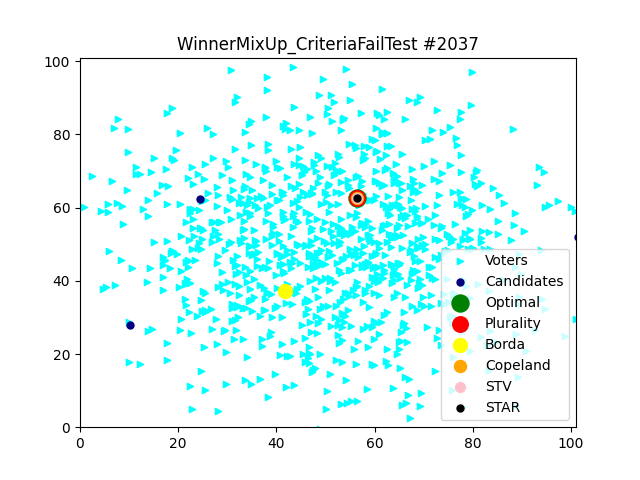 WinnerMixUp_CriteriaFailTest #2037
100
80
60
40
20
0
0 20 40 60 80 100
Voters
Candidates
Optimal
Plurality
Borda
Copeland
STV
STAR